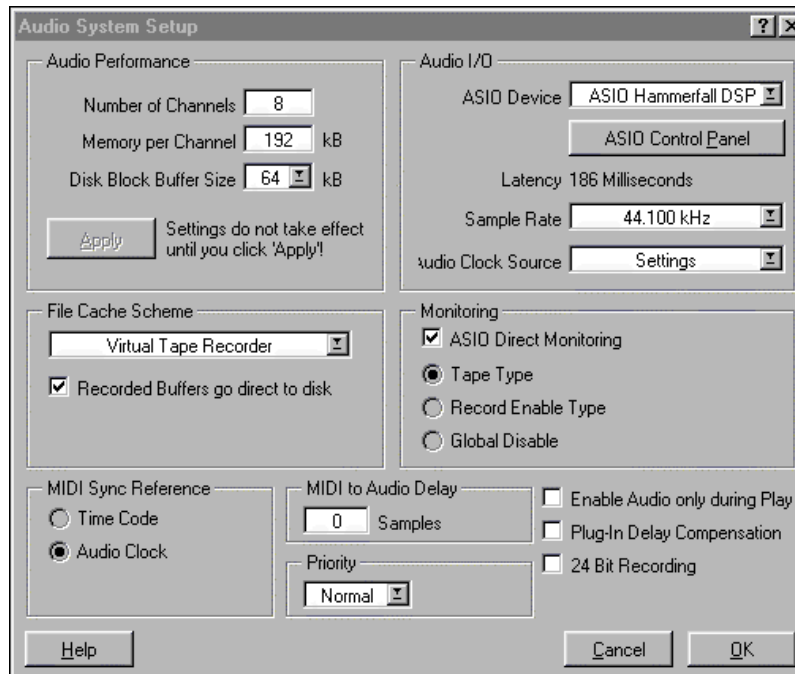 Audio System Setup
Audio Performance
Number of Channels 8
Memory per Channel 192 kB
Disk Block Buffer Size 64 kB
Apply
Settings do not take effect
until you click 'Apply'!
Audio I/O
ASIO Device ASIO Hammerfall DSP
ASIO Control Panel
Latency 186 Milliseconds
Sample Rate 44.100 kHz
Audio Clock Source Settings
File Cache Scheme
Virtual Tape Recorder
Recorded Buffers go direct to disk
Monitoring
ASIO Direct Monitoring
Tape Type
Record Enable Type
Global Disable
MIDI Sync Reference
Time Code
Audio Clock
MIDI to Audio Delay
0 Samples
Priority
Normal
Enable Audio only during Play
Plug-In Delay Compensation
24 Bit Recording
Help
Cancel
OK